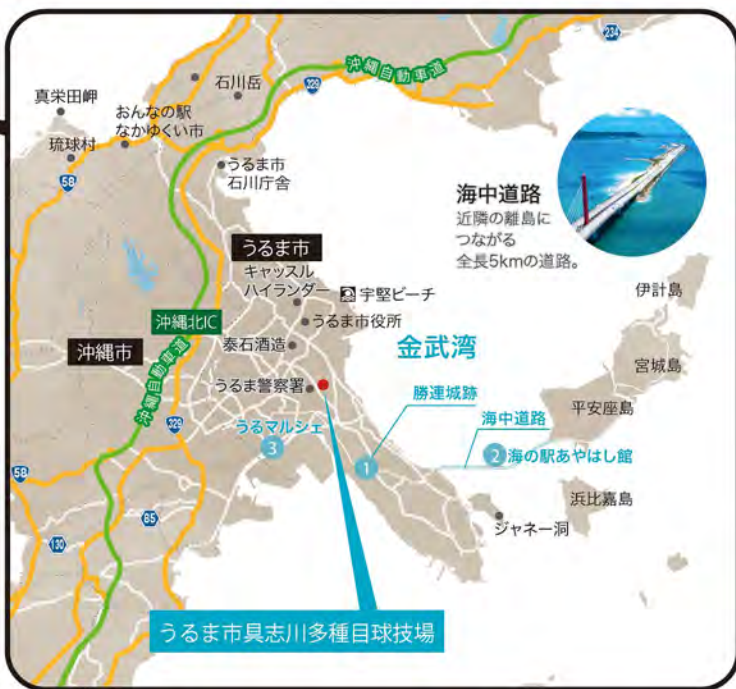 234
沖縄自動車道
329
石川岳
真栄田岬
おんなの駅
なかゆくい市
琉球村
58
うるま市
石川庁舎
海中道路
近隣の離島に
つながる
全長5kmの道路。
うるま市
キャッスル
ハイランダー
宇堅ビーチ
伊計島
沖縄北IC
うるま市役所
泰石酒造
沖縄市
金武湾
宮城島
沖縄自動車道
うるま警察署
勝連城跡
平安座島
329
うるマルシェ
海中道路
3
2
海の駅あやはし館
58
1
浜比嘉島
85
ジャネー洞
130
うるま市具志川多種目球技場